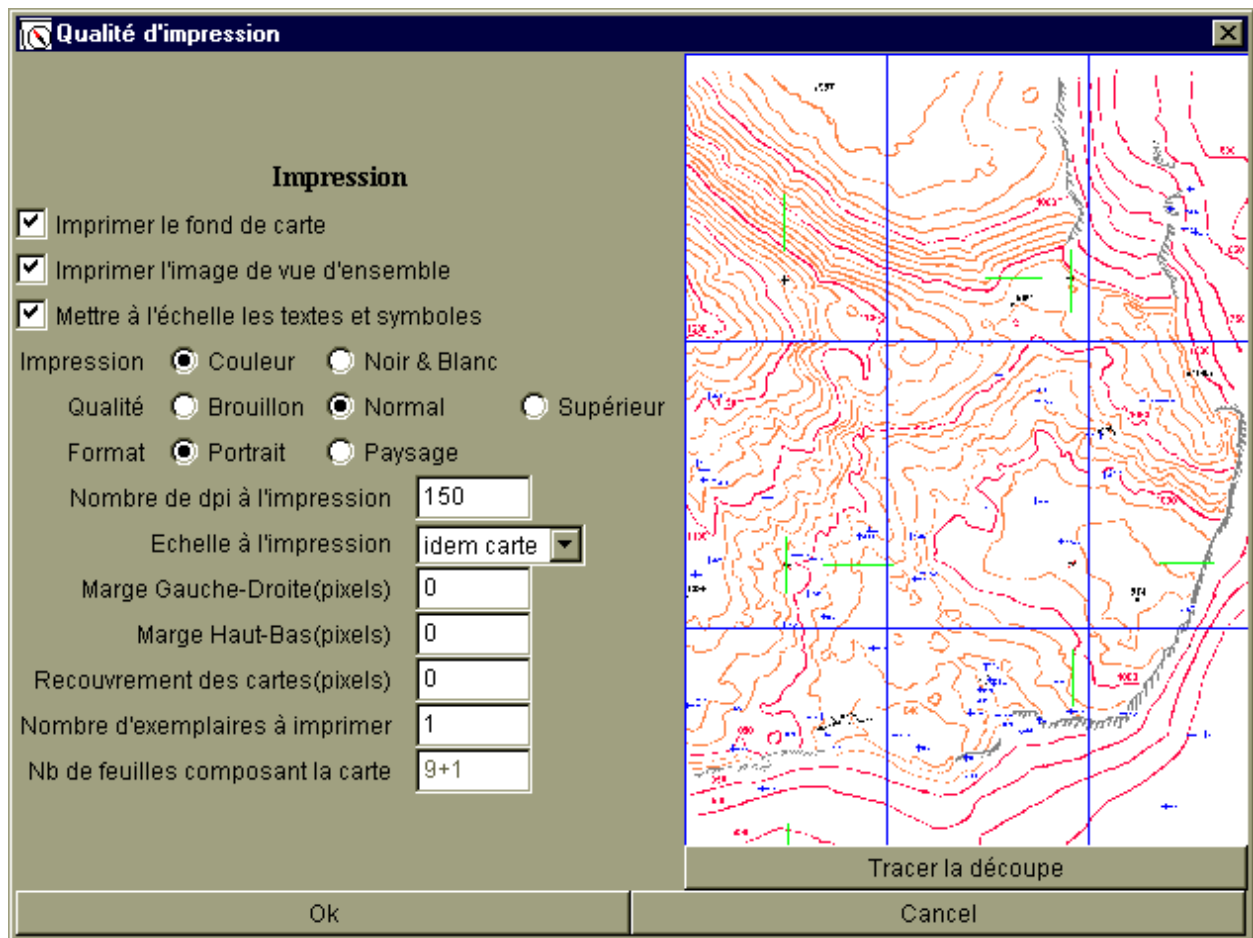 Qualité d'impression
Impression
Imprimer le fond de carte
Imprimer l'image de vue d'ensemble
Mettre à l'échelle les textes et symboles
Impression Couleur Noir & Blanc
Qualité Brouillon Normal Supérieur
Format Portrait Paysage
Nombre de dpi à l'impression 150
Echelle à l'impression idem carte
Marge Gauche-Droite(pixels) 0
Marge Haut-Bas(pixels) 0
Recouvrement des cartes(pixels) 0
Nombre d'exemplaires à imprimer 1
Nb de feuilles composant la carte 9+1
Tracer la découpe
Ok Cancel